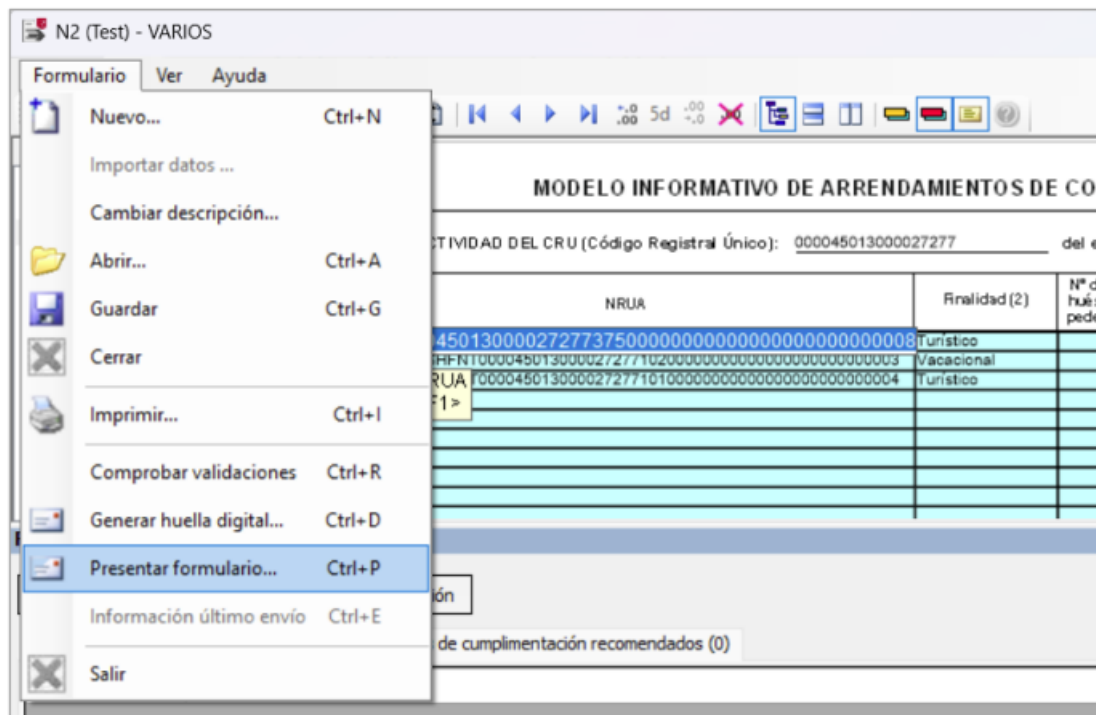 N2 (Test) - VARIOS
Formulario Ver Ayuda
Nuevo... Ctrl+N
5d
Importar datos ...
Cambiar descripción...
Abrir... Ctrl+A
Guardar Ctrl+G
Cerrar
Imprimir... Ctrl+I
Comprobar validaciones Ctrl+R
Generar huella digital... Ctrl+D
Presentar formulario... Ctrl+P
Información último envío Ctrl+E
Salir
MODELO INFORMATIVO DE ARRENDAMIENTOS DE CO
CTIVIDAD DEL CRU (Código Registral Único): 000045013000027277 del e
NRUA Finalidad (2)
Turístico
Vacacional
Turístico
RUA
F1>
ón
de cumplimentación recomendados (0)